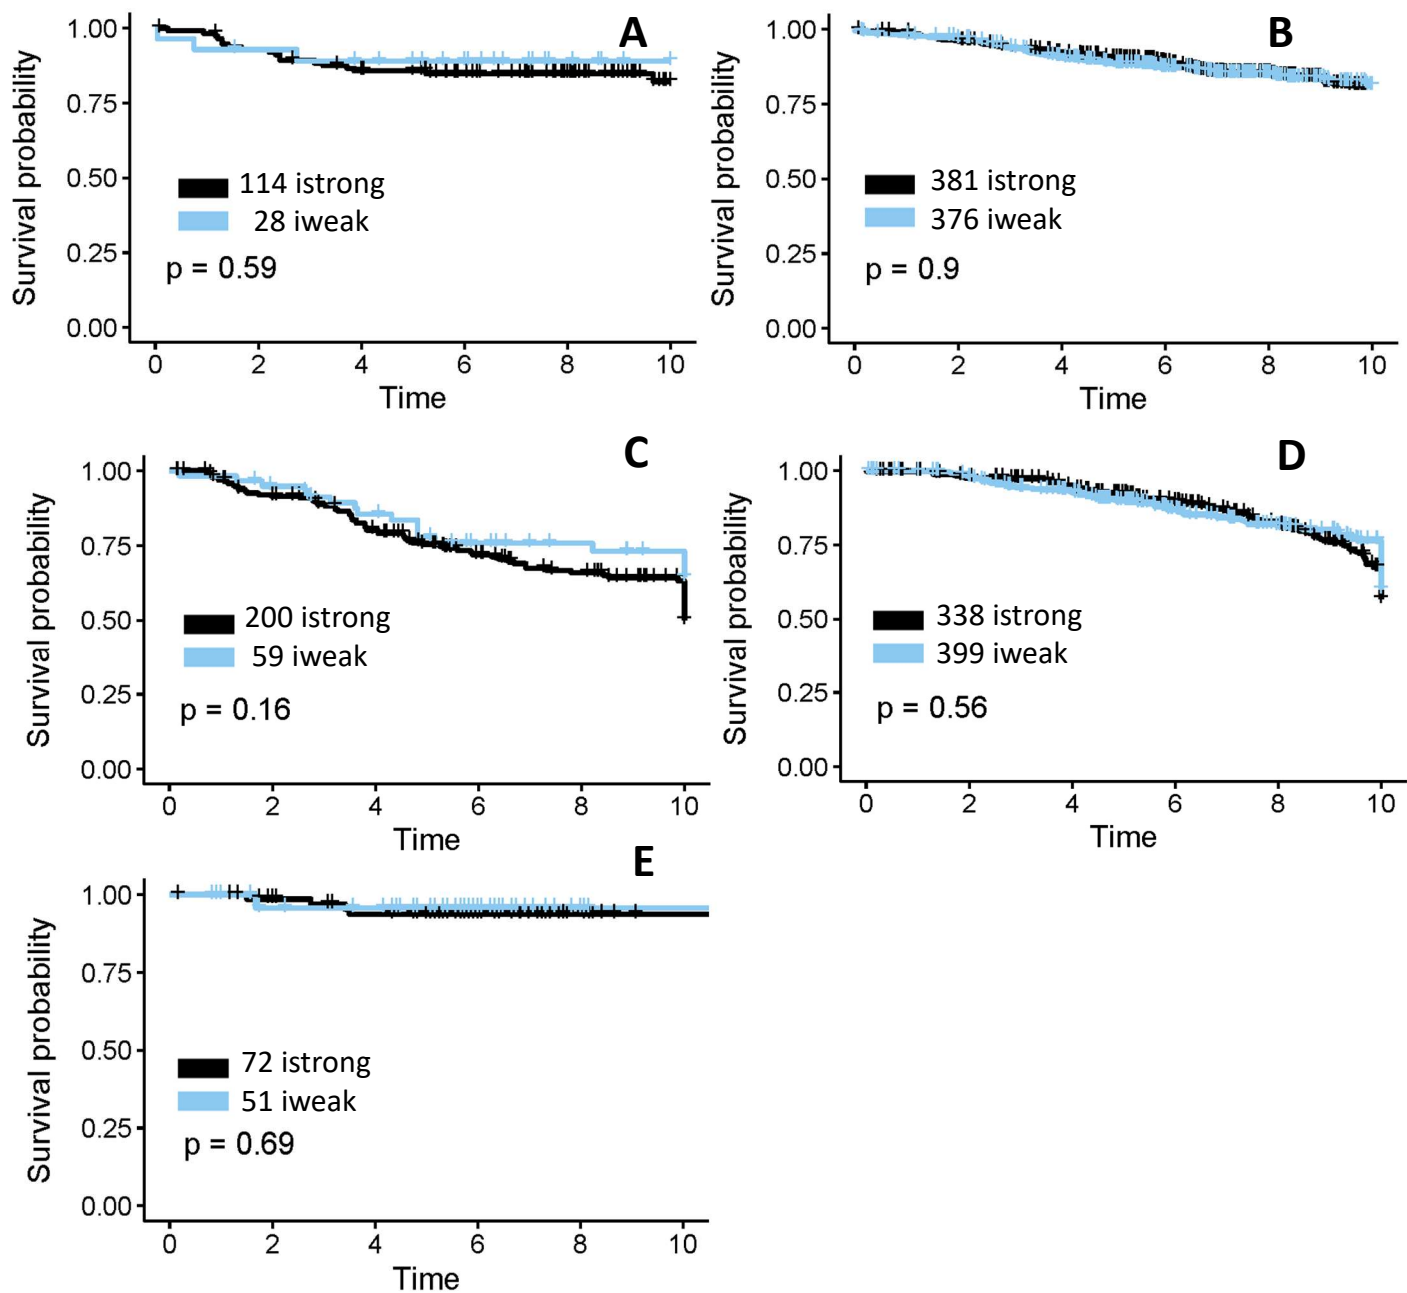 A
Survival probability
1.00
0.75
0.50
0.25
0.00
114 istrong
28 iweak
p = 0.59
0 2 4 6 8 10
Time
B
Survival probability
1.00
0.75
0.50
0.25
0.00
381 istrong
376 iweak
p = 0.9
0 2 4 6 8 10
Time
C
Survival probability
1.00
0.75
0.50
0.25
0.00
200 istrong
59 iweak
p = 0.16
0 2 4 6 8 10
Time
D
Survival probability
1.00
0.75
0.50
0.25
0.00
338 istrong
399 iweak
p = 0.56
0 2 4 6 8 10
Time
E
Survival probability
1.00
0.75
0.50
0.25
0.00
72 istrong
51 iweak
p = 0.69
0 2 4 6 8 10
Time